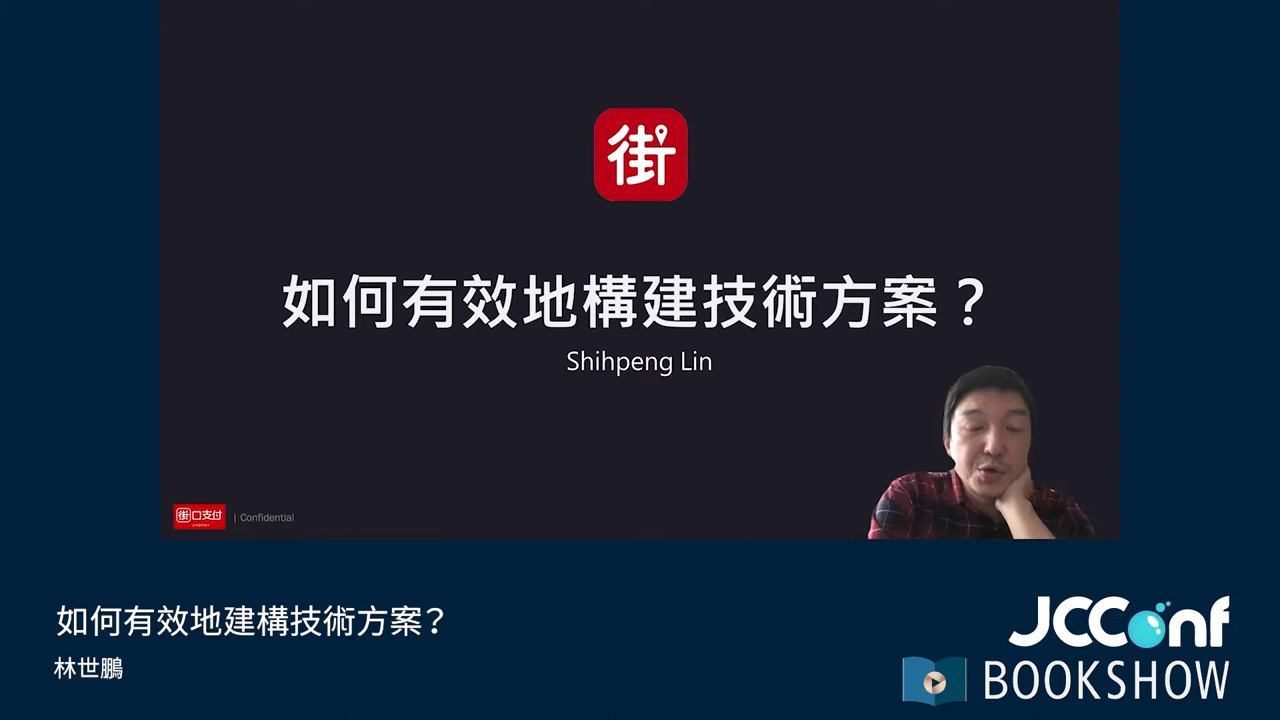 街
如何有效地構建技術方案？
Shihpeng Lin
街口支付
JKOPAY
| Confidential
如何有效地建構技術方案？
林世鵬
JCConf
BOOKSHOW